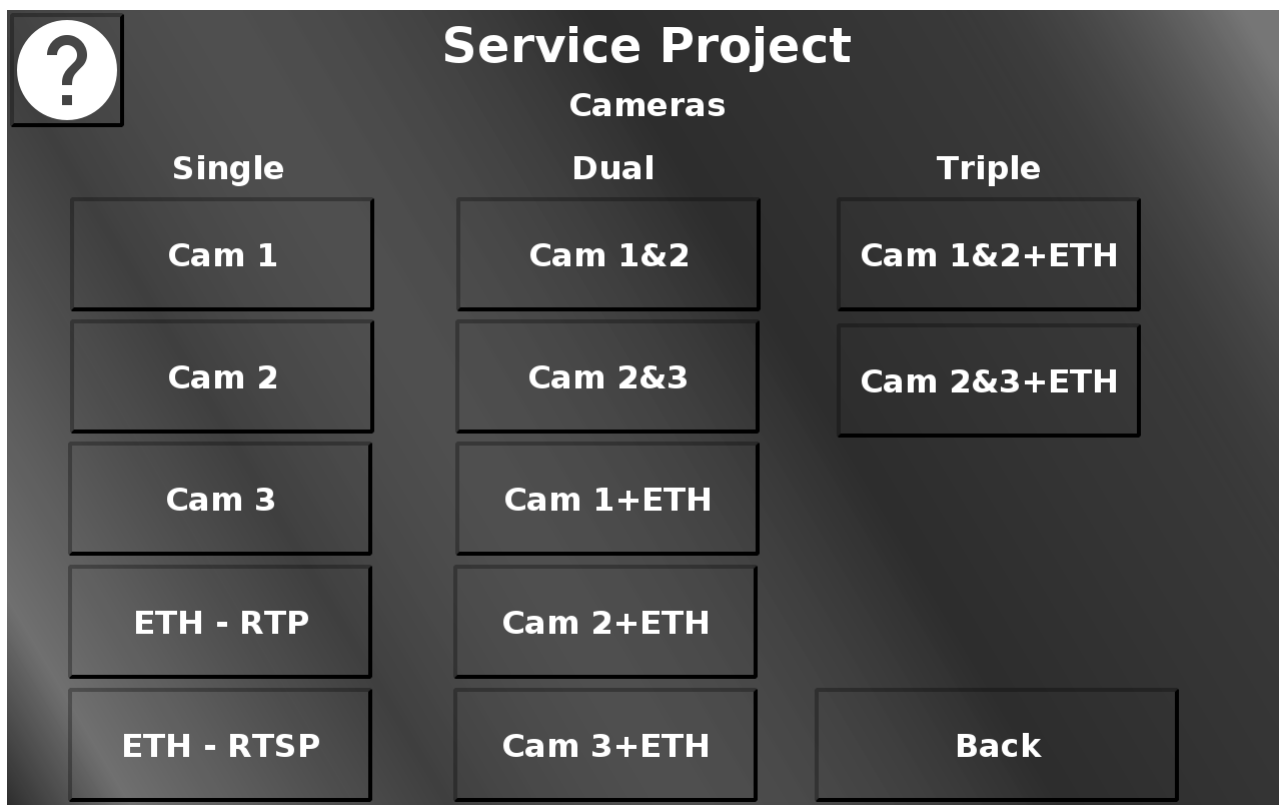 ?
Service Project
Cameras
Single
Dual
Triple
Cam 1
Cam 1&2
Cam 1&2+ETH
Cam 2
Cam 2&3
Cam 2&3+ETH
Cam 3
Cam 1+ETH
ETH - RTP
Cam 2+ETH
ETH - RTSP
Cam 3+ETH
Back